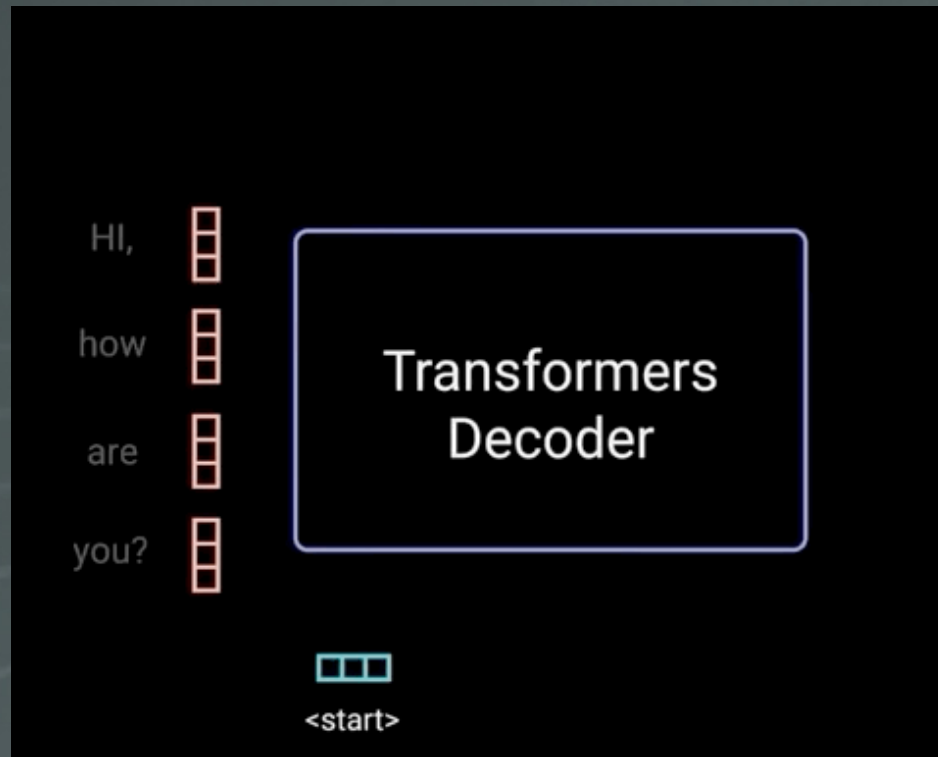 HI,
how
are
you?
Transformers
Decoder
<start>